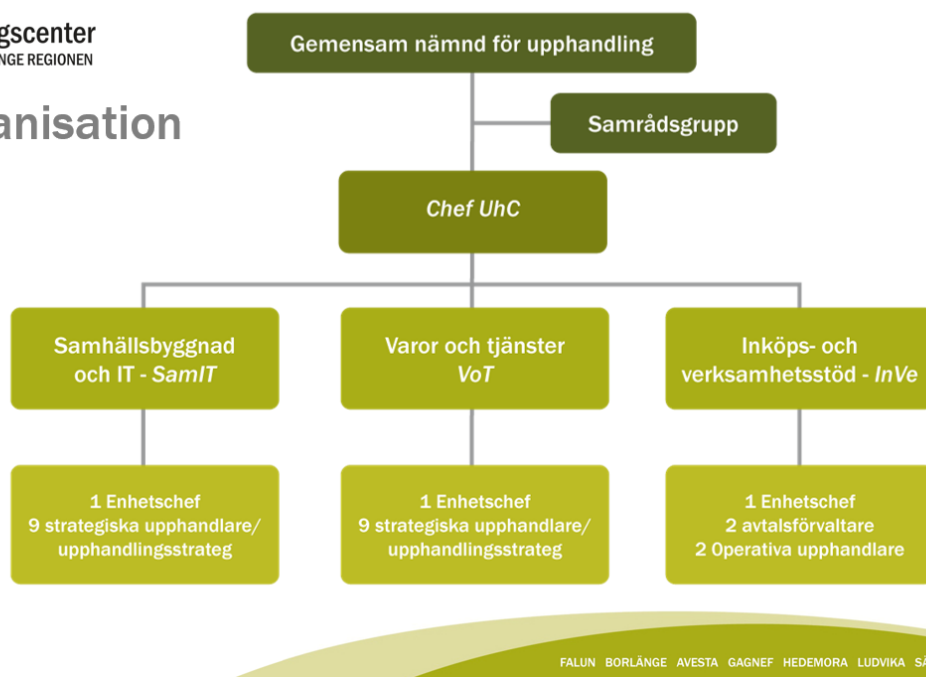 gscenter
NGE REGIONEN
anisation
Gemensam nämnd för upphandling
Samrådsgrupp
Chef UhC
Samhällsbyggnad
och IT - SamIT
Varor och tjänster
VoT
Inköps- och
verksamhetsstöd - InVe
1 Enhetschef
9 strategiska upphandlare/
upphandlingsstrateg
1 Enhetschef
9 strategiska upphandlare/
upphandlingsstrateg
1 Enhetschef
2 avtalsförvaltare
2 Operativa upphandlare
FALUN BORLÄNGE AVESTA GAGNEF HEDEMORA LUDVIKA SÄ